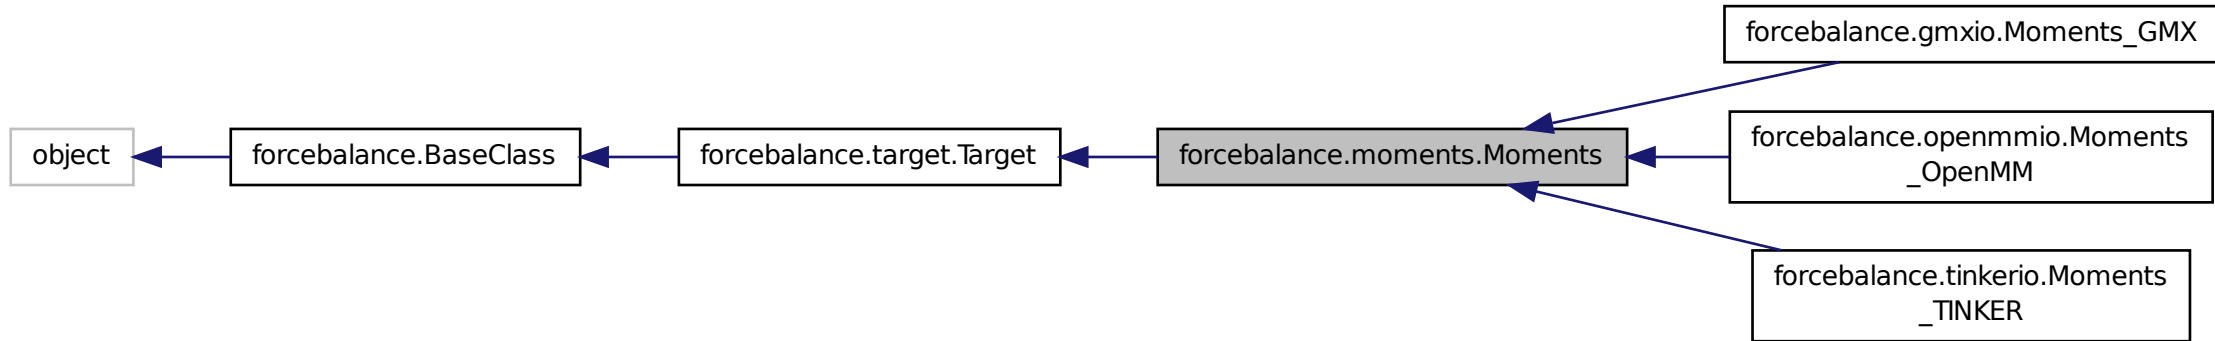 forcebalance.gmxio.Moments_GMX
object
forcebalance.BaseClass
forcebalance.target.Target
forcebalance.moments.Moments
forcebalance.openmmio.Moments
_OpenMM
forcebalance.tinkerio.Moments
_TINKER